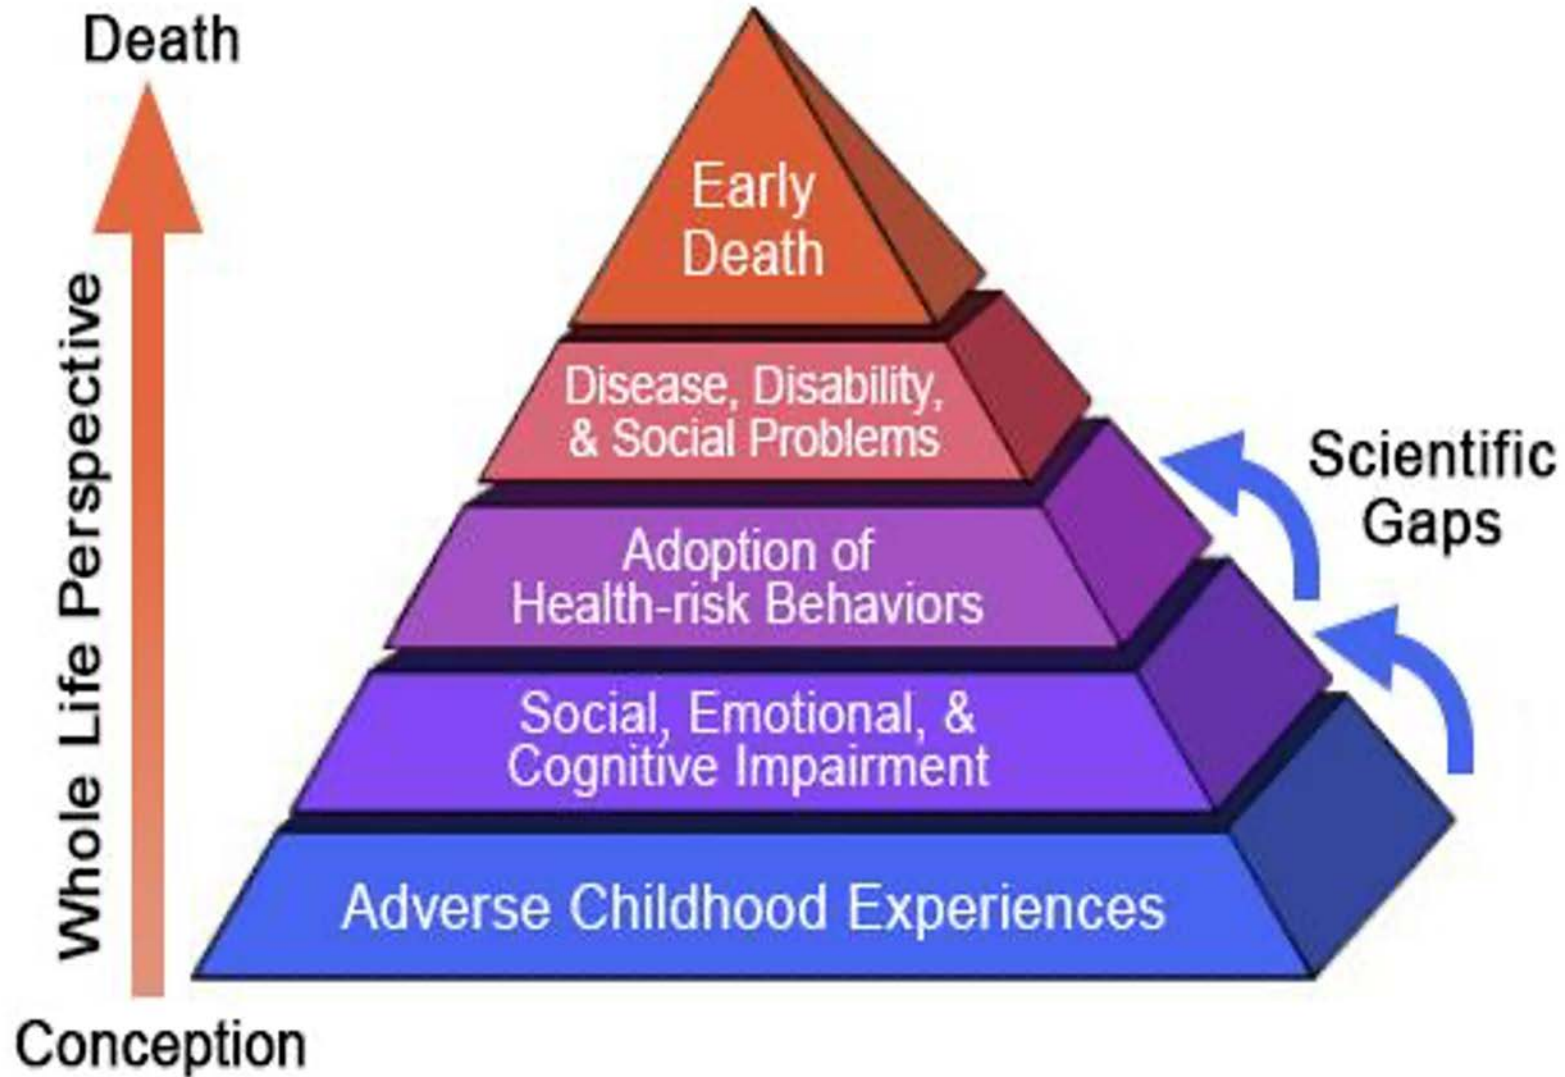 Death
Whole Life Perspective
Conception
Early
Death
Disease, Disability,
& Social Problems
Adoption of
Health-risk Behaviors
Social, Emotional, &
Cognitive Impairment
Adverse Childhood Experiences
Scientific
Gaps